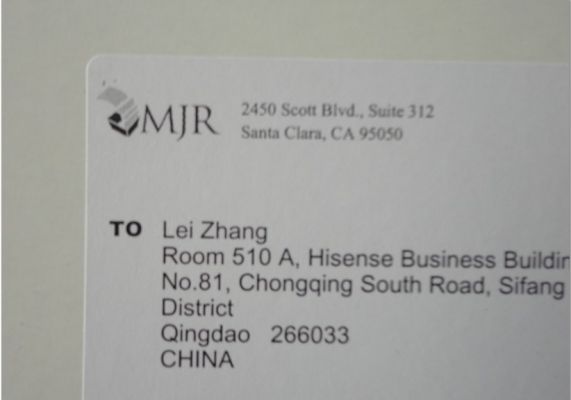 MJR
2450 Scott Blvd., Suite 312
Santa Clara, CA 95050
TO Lei Zhang
Room 510 A, Hisense Business Buildin
No.81, Chongqing South Road, Sifang
District
Qingdao 266033
CHINA